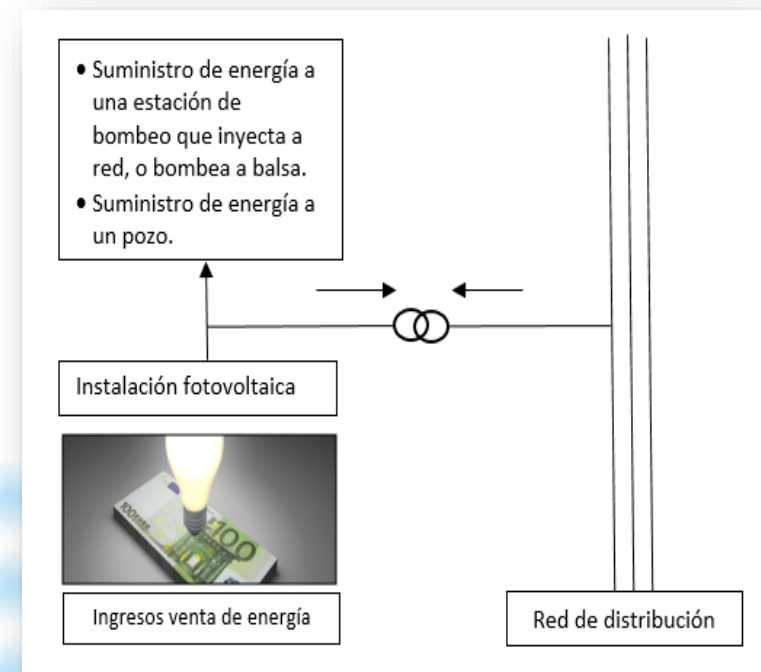 • Suministro de energía a
una estación de
bombeo que inyecta a
red, o bombea a balsa.
• Suministro de energía a
un pozo.
Instalación fotovoltaica
100
Ingresos venta de energía
Red de distribución